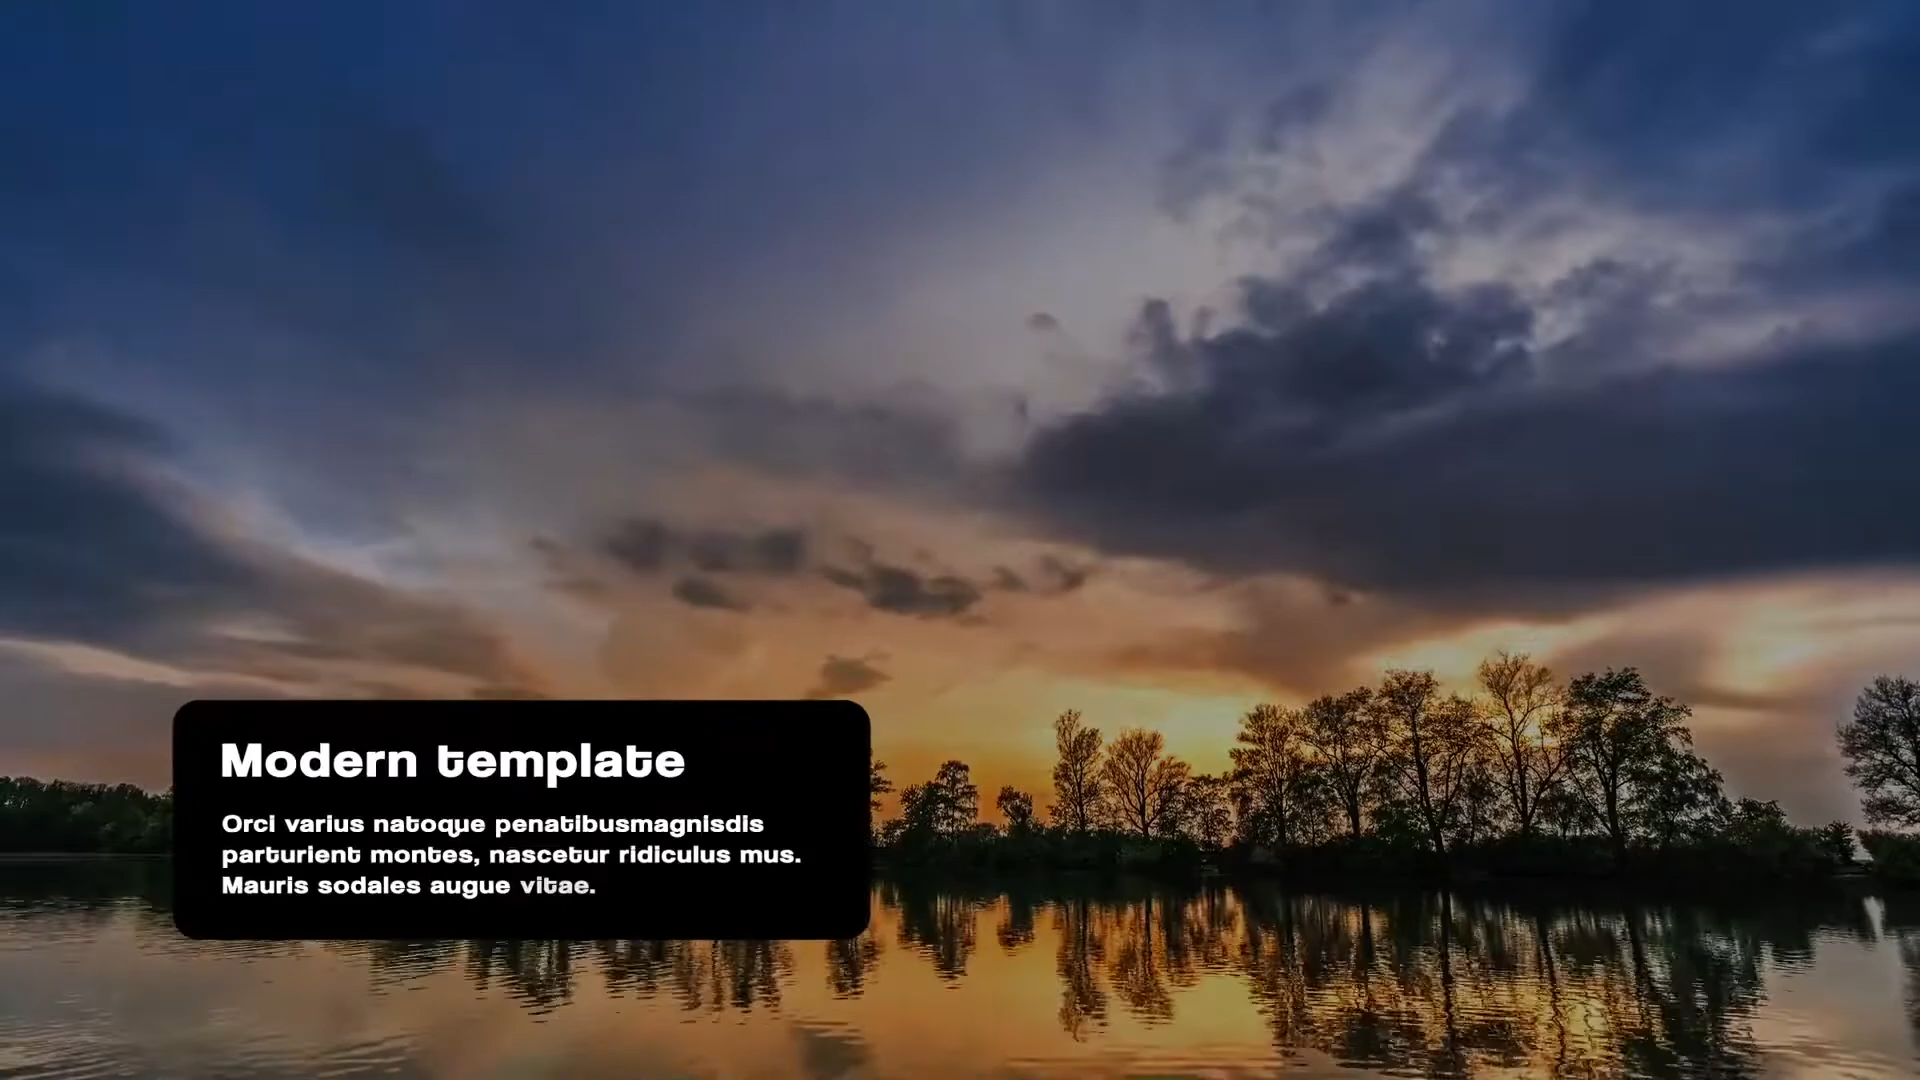 Modern template
Orci varius natoque penatibusmagnisdis
parturient montes, nascetur ridiculus mus.
Mauris sodales augue vitae.